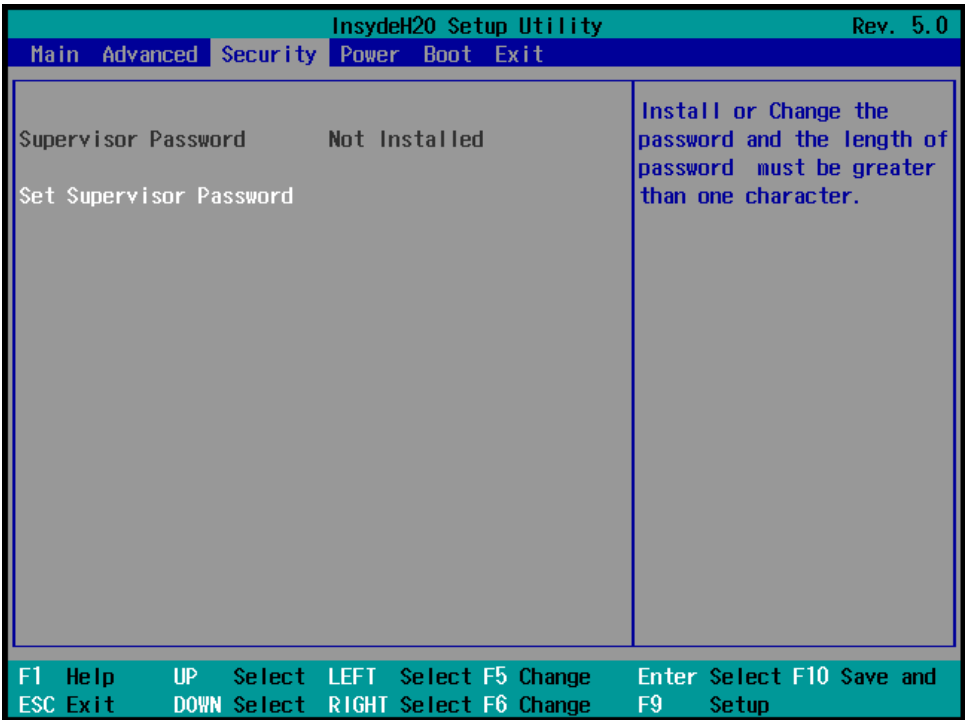 InsydeH20 Setup Utility Rev. 5.0
Main Advanced Security Power Boot Exit
Supervisor Password Not Installed
Set Supervisor Password
Install or Change the
password and the length of
password must be greater
than one character.
F1 Help UP Select LEFT Select F5 Change Enter Select F10 Save and
ESC Exit DOWN Select RIGHT Select F6 Change F9 Setup